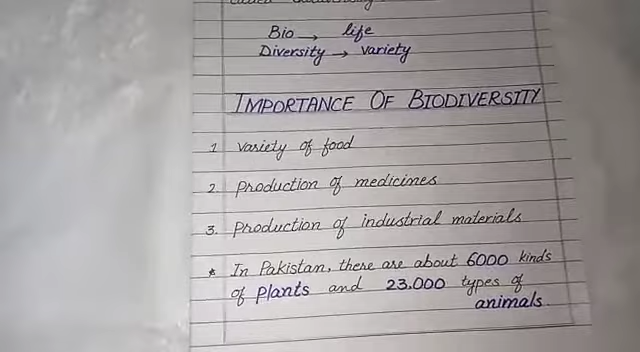 Bio → life
Diversity → variety
IMPORTANCE OF BIODIVERSITY
1 Variety of food
2. Production of medicines
3. Production of industrial materials
* In Pakistan, there are about 6000 kinds
of plants and 23,000 types of
animals.